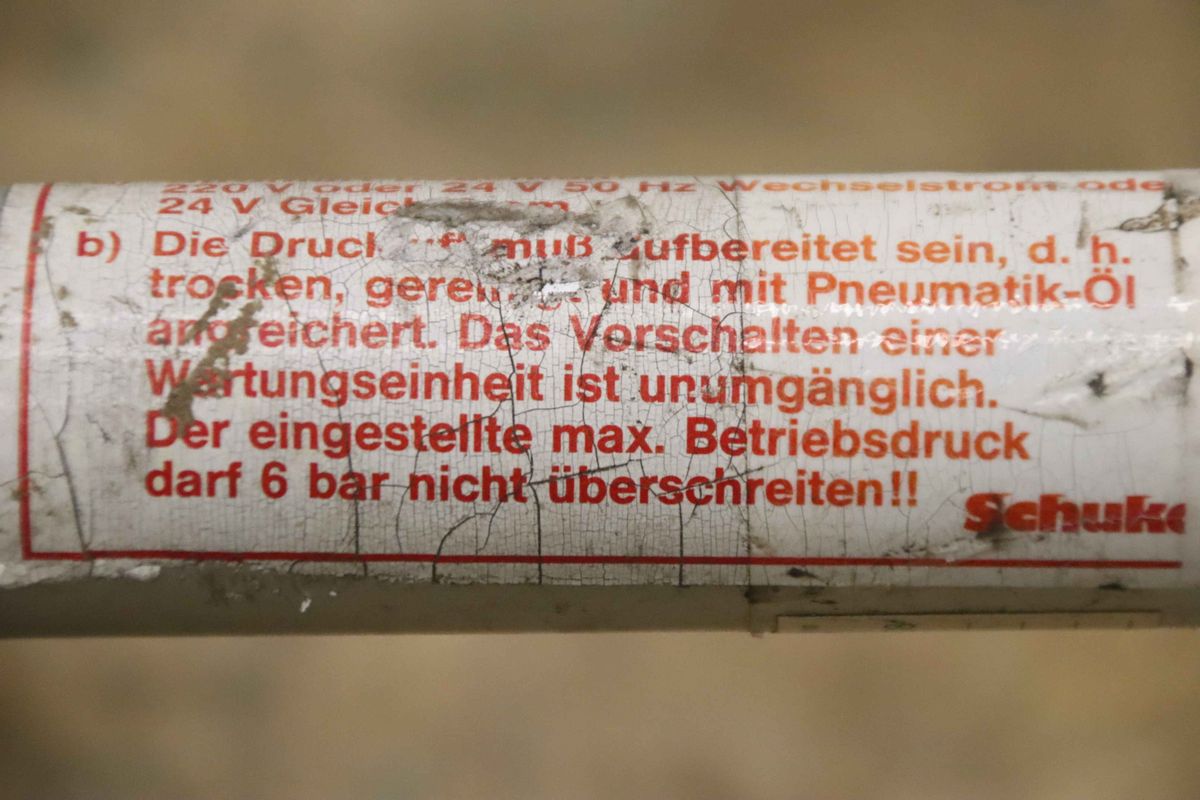 220 V oder 24 V 50 Hz Wechselstrom ode
24 V
b) Die muß aufbereitet sein, d. h.
trocken, und mit Pneumatik-Öl
angereichert. Das Vorschalten einer
Wartungseinheit ist unumgänglich.
Der eingestellte max. Betriebsdruck
darf 6 bar nicht überschreiten!!
Schuke